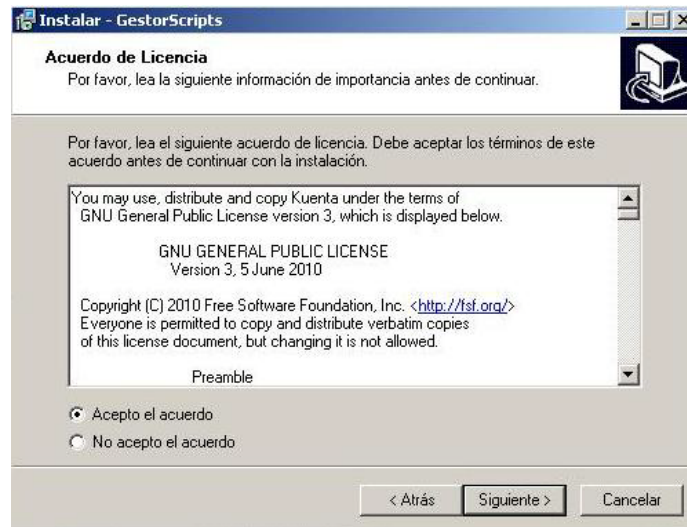 Instalar - GestorScripts
Acuerdo de Licencia
Por favor, lea la siguiente información de importancia antes de continuar.
Por favor, lea el siguiente acuerdo de licencia. Debe aceptar los términos de este
acuerdo antes de continuar con la instalación.
You may use, distribute and copy Kuenta under the terms of
GNU General Public License version 3, which is displayed below.
GNU GENERAL PUBLIC LICENSE
Version 3, 5 June 2010
Copyright (C) 2010 Free Software Foundation, Inc. <http://fsf.org/>
Everyone is permitted to copy and distribute verbatim copies
of this license document, but changing it is not allowed.
Preamble
Acepto el acuerdo
No acepto el acuerdo
< Atrás Siguiente > Cancelar